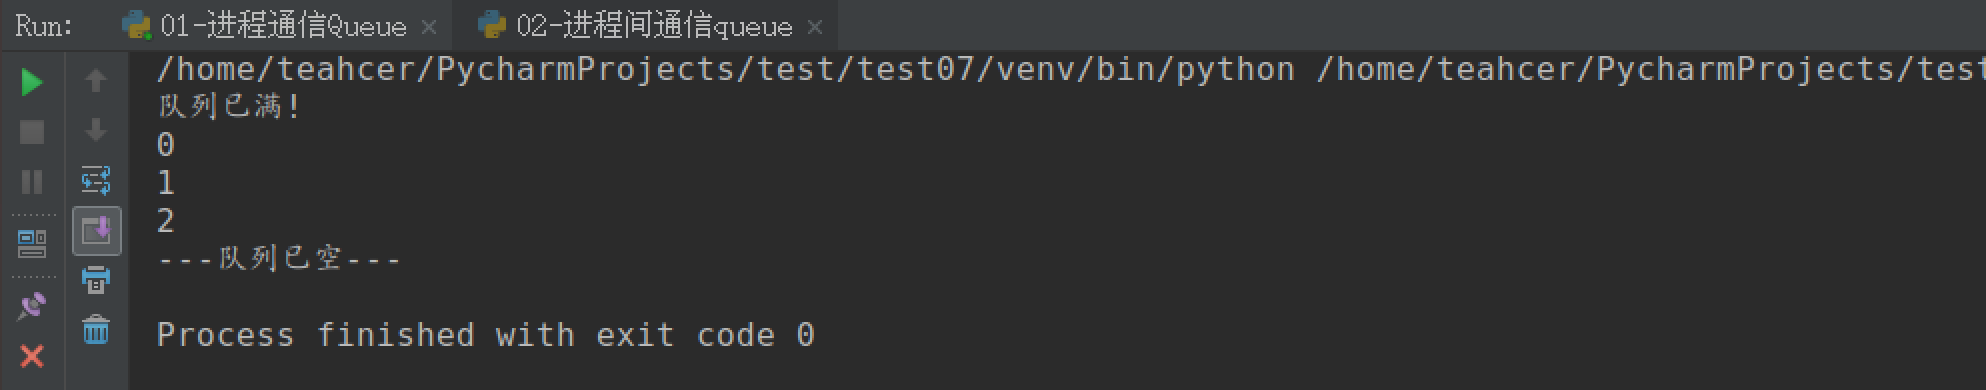 Run: 01-进程通信Queue 02-进程间通信queue
/home/teahcer/PycharmProjects/test/test07/venv/bin/python /home/teahcer/PycharmProjects/test
队列已满!
0
1
2
---队列已空---
Process finished with exit code 0